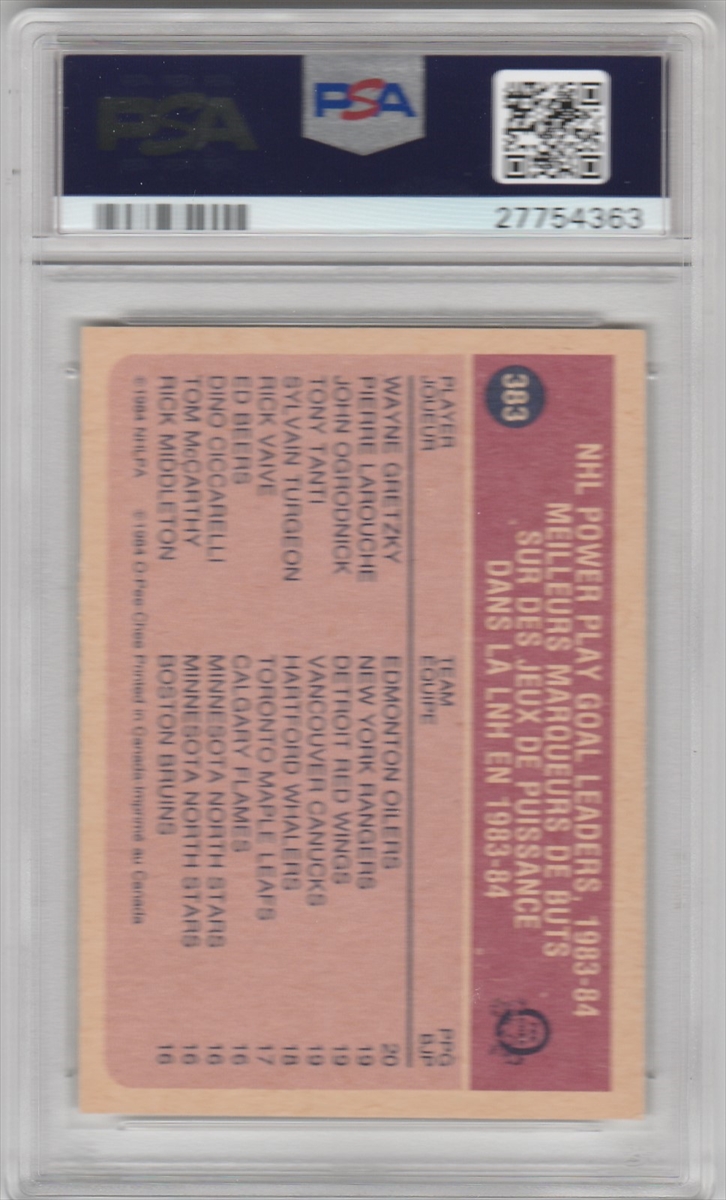 PSA
PSA
27754363
383
NHL POWER PLAY GOAL LEADERS, 1983-84
MEILLEURS MARQUEURS DE BUTS
SUR DES JEUX DE PUISSANCE
DANS LA LNH EN 1983-84
PLAYER TEAM PPG
JOUEUR ÉQUIPE BJP
WAYNE GRETZKY EDMONTON OILERS 20
PIERRE LAROUCHE NEW YORK RANGERS 19
JOHN OGRODNICK DETROIT RED WINGS 19
TONY TANTI VANCOUVER CANUCKS 19
SYLVAN TURGEON HARTFORD WHALERS 18
RICK VAIVE TORONTO MAPLE LEAFS 17
ED BEERS CALGARY FLAMES 16
DINO CICCARELLI MINNESOTA NORTH STARS 16
TOM McCARTHY MINNESOTA NORTH STARS 16
RICK MIDDLETON BOSTON BRUINS 16
©1984 NHLPA ©1984 O-Pee-Chee Printed in Canada-Imprimé au Canada